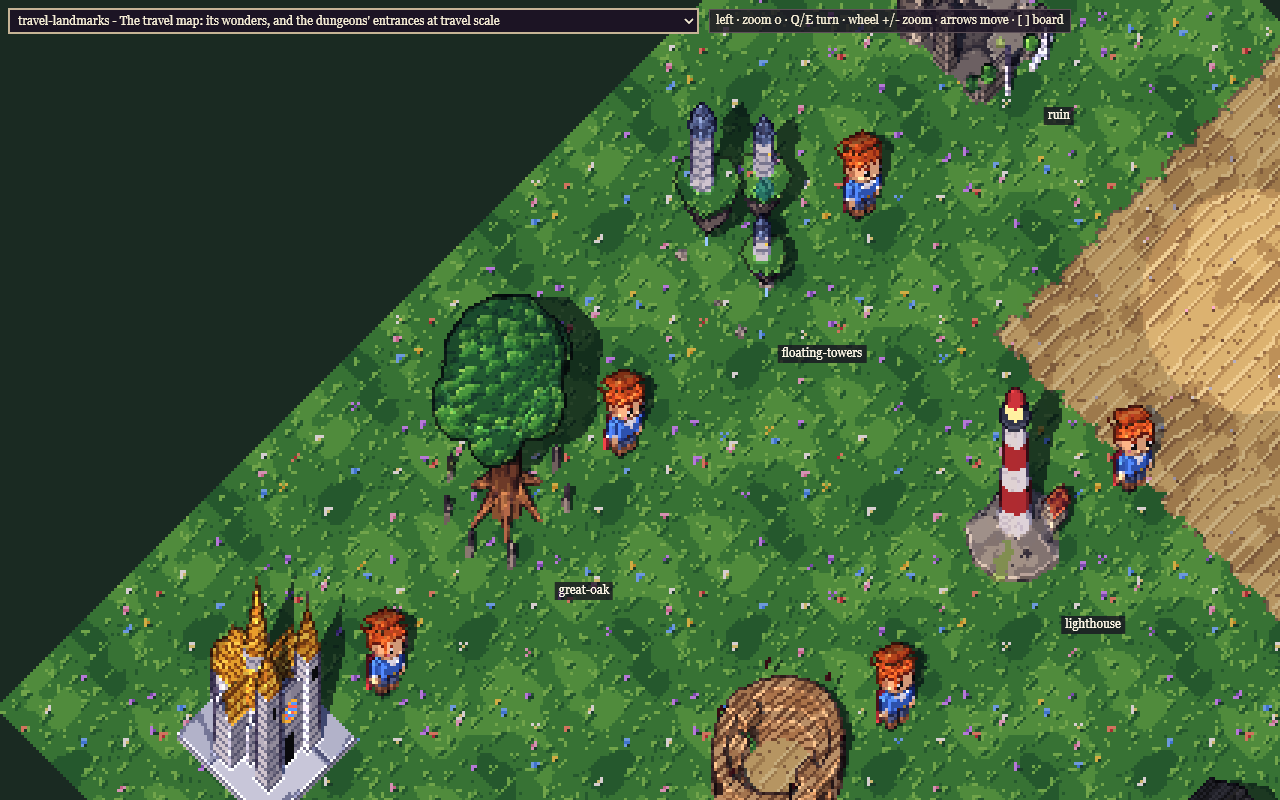 travel-landmarks - The travel map: its wonders, and the dungeons' entrances at travel scale
left · zoom 0 · Q/E turn · wheel +/- zoom · arrows move · [ ] board
ruin
floating-towers
great-oak
lighthouse